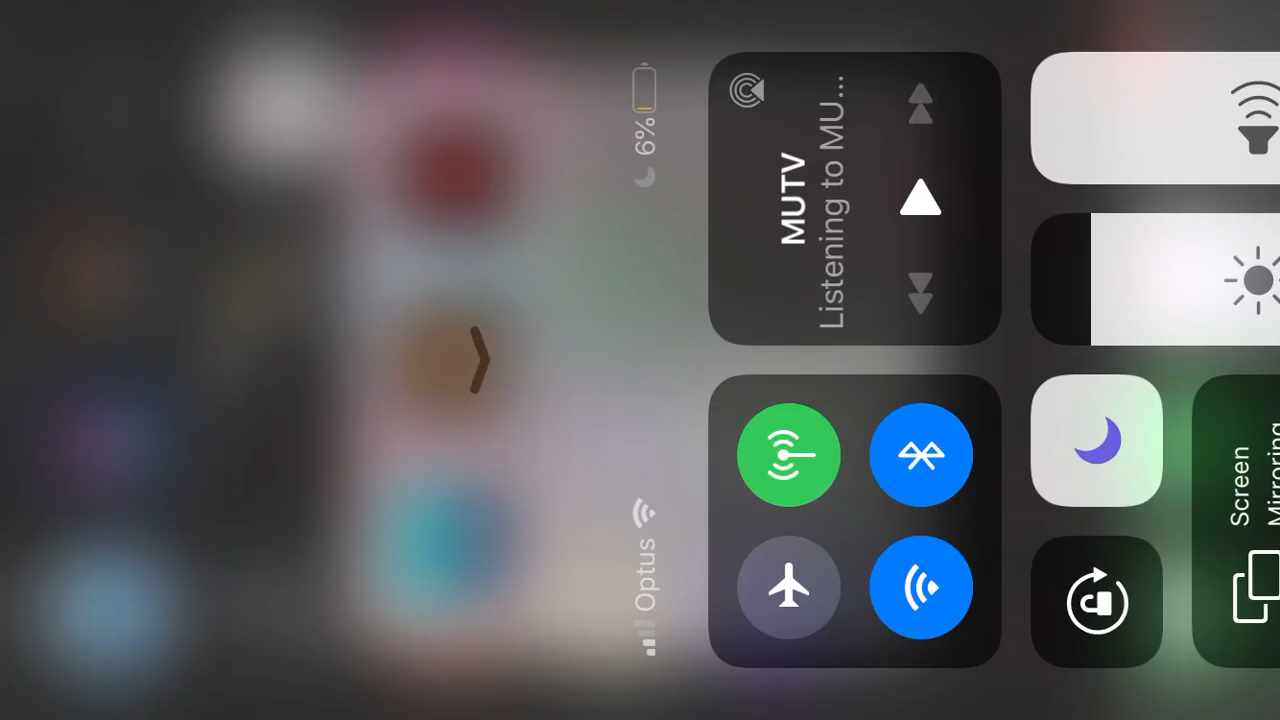 Optus
6%
MUTV
Listening to MU...
Screen
Mirroring